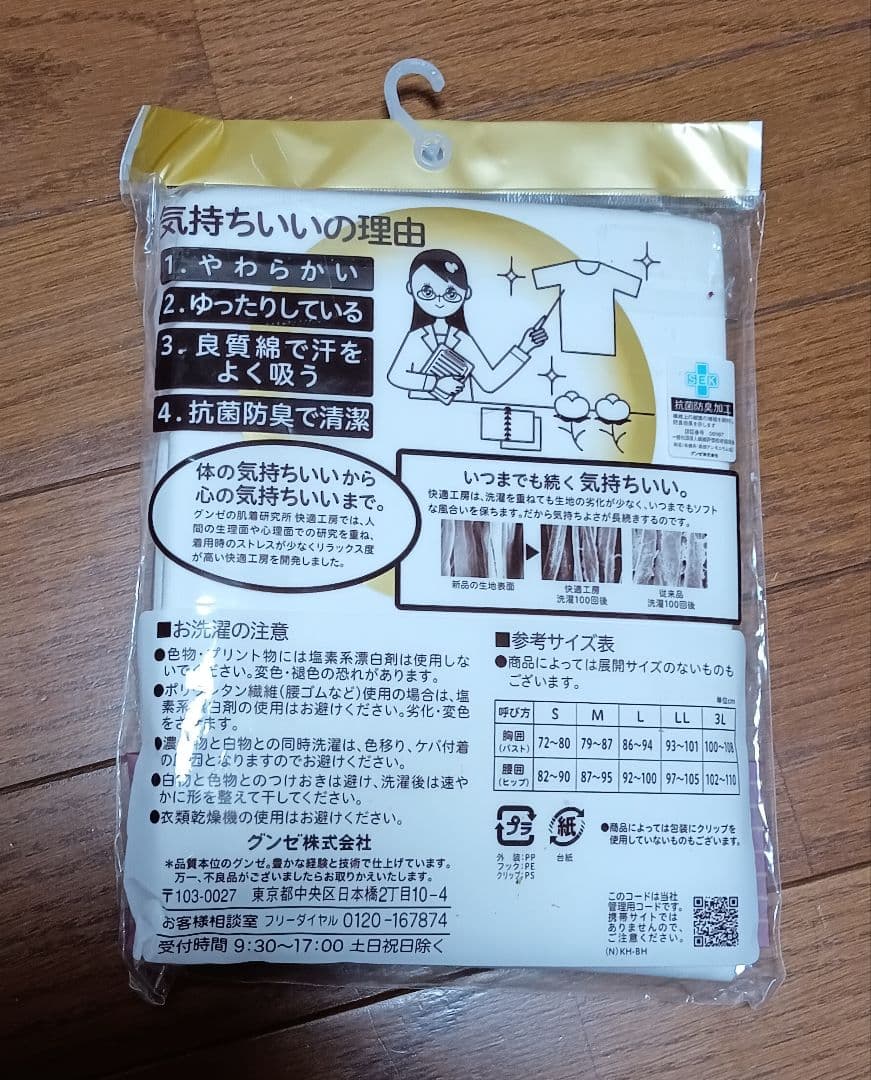 気持ちいいの理由
1.やわらかい
2.ゆったりしている
3.良質綿で汗を
よく吸う
4.抗菌防臭で清潔
SEK
抗菌防臭加工
グンゼ株式会社
体の気持ちいいから
心の気持ちいいまで。
グンゼの肌着研究所 快適工房では、人
間の生理面や心理面での研究を重ね、
着用時のストレスが少なくリラックス度
が高い快適工房を開発しました。
いつまでも続く気持ちいい。
快適工房は、洗濯を重ねても生地の劣化が少なく、いつまでもソフト
な風合いを保ちます。だから気持ちよさが長続きするのです。
新品の生地表面
快適工房
洗濯100回後
従来品
洗濯100回後
■お洗濯の注意
●色物・プリント物には塩素系漂白剤は使用しな
いでください。変色・褪色の恐れがあります。
●ポリウレタン繊維(腰ゴムなど)使用の場合は、塩
素系漂白剤の使用はお避けください。劣化・変色
をきたします。
●濃色物と白物との同時洗濯は、色移り、ケバ付着
の原因となりますのでお避けください。
●白物と色物とのつけおきは避け、洗濯後は速や
かに形を整えて干してください。
●衣類乾燥機の使用はお避けください。
グンゼ株式会社
*品質本位のグンゼ。豊かな経験と技術で仕上げています。
万一、不良品がございましたらお取りかえいたします。
〒103-0027 東京都中央区日本橋2丁目10-4
お客様相談室 フリーダイヤル 0120-167874
受付時間 9:30〜17:00 土日祝日除く
■参考サイズ表
●商品によっては展開サイズのないものも
ございます。
単位cm
呼び方 S M L LL 3L
胸囲(バスト) 72~80 79~87 86~94 93~101 100~108
腰囲(ヒップ) 82~90 87~95 92~100 97~105 102~110
プラ
外装:PP
フック:PE
クリップ:PS
紙
台紙
●商品によっては包装にクリップを
使用していないものもございます。
このコードは当社
管理用コードです。
携帯サイトでは
ありませんので、
ご注意ください。
(N)KH-BH